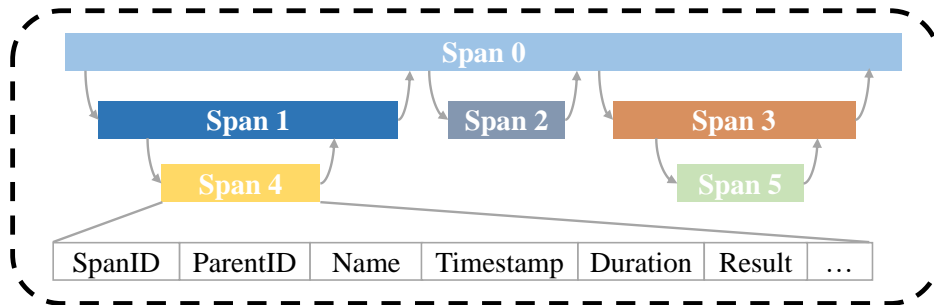 Span 0
Span 1 Span 2 Span 3
Span 4 Span 5
SpanID ParentID Name Timestamp Duration Result …